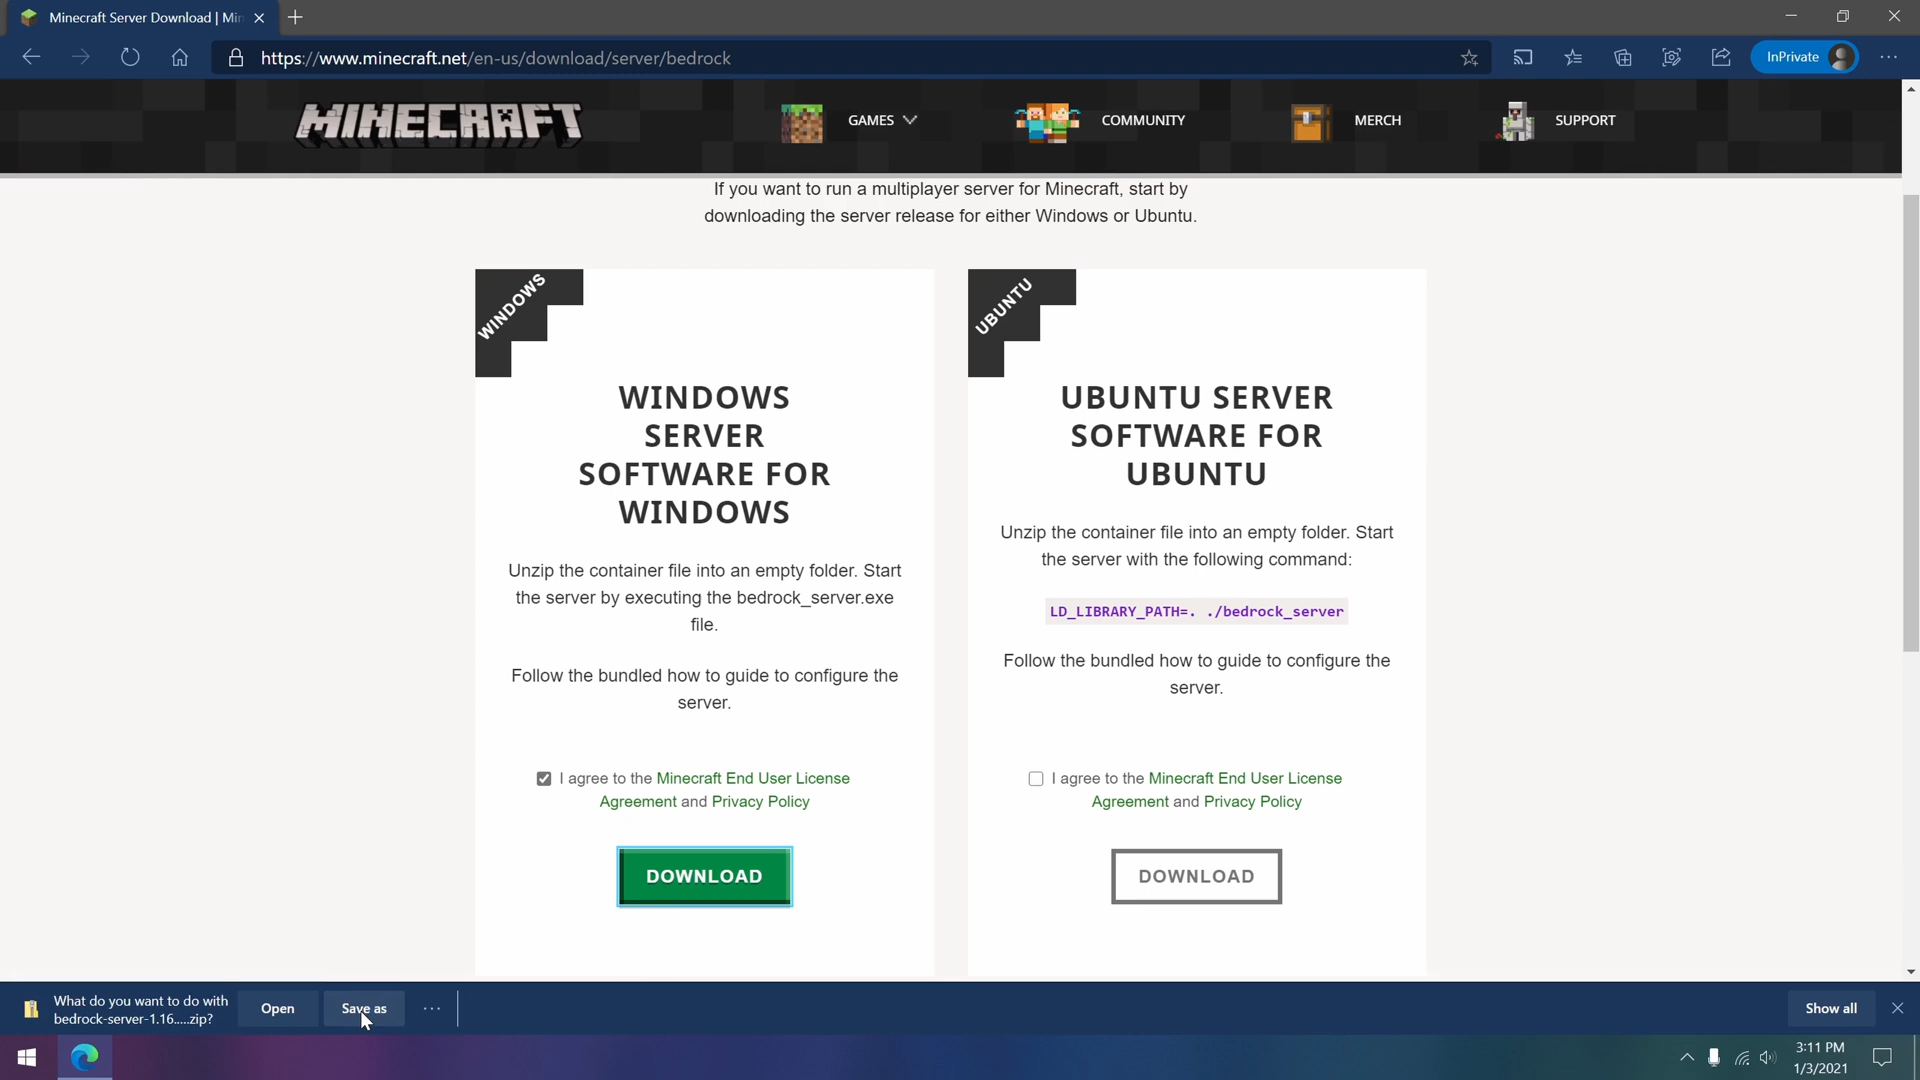 Minecraft Server Download | Min
https://www.minecraft.net/en-us/download/server/bedrock
InPrivate
MINECRAFT
GAMES
COMMUNITY
MERCH
SUPPORT
If you want to run a multiplayer server for Minecraft, start by
downloading the server release for either Windows or Ubuntu.
WINDOWS
WINDOWS
SERVER
SOFTWARE FOR
WINDOWS
Unzip the container file into an empty folder. Start
the server by executing the bedrock_server.exe
file.
Follow the bundled how to guide to configure the
server.
I agree to the Minecraft End User License
Agreement and Privacy Policy
DOWNLOAD
UBUNTU
UBUNTU SERVER
SOFTWARE FOR
UBUNTU
Unzip the container file into an empty folder. Start
the server with the following command:
LD_LIBRARY_PATH=. ./bedrock_server
Follow the bundled how to guide to configure the
server.
I agree to the Minecraft End User License
Agreement and Privacy Policy
DOWNLOAD
What do you want to do with
bedrock-server-1.16.....zip?
Open
Save as
Show all
3:11 PM
1/3/2021